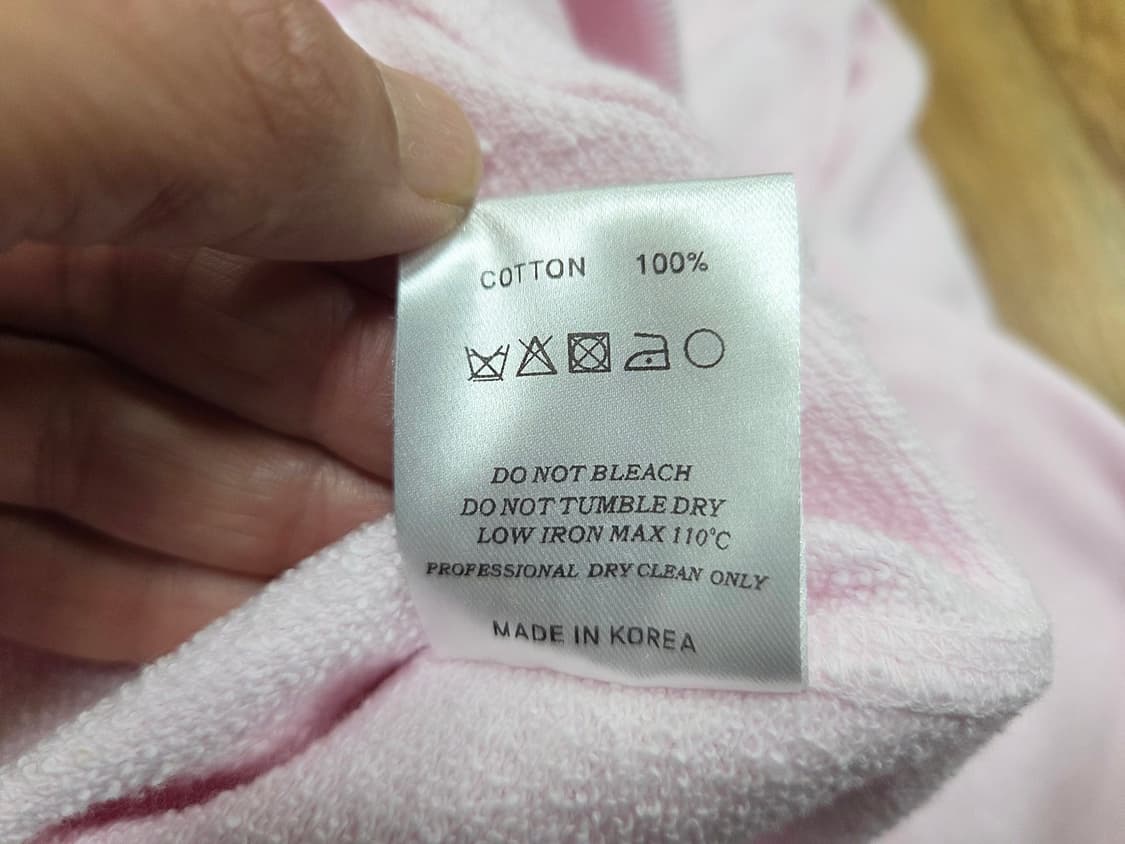 COTTON 100%
DO NOT BLEACH
DO NOT TUMBLE DRY
LOW IRON MAX 110°C
PROFESSIONAL DRY CLEAN ONLY
MADE IN KOREA